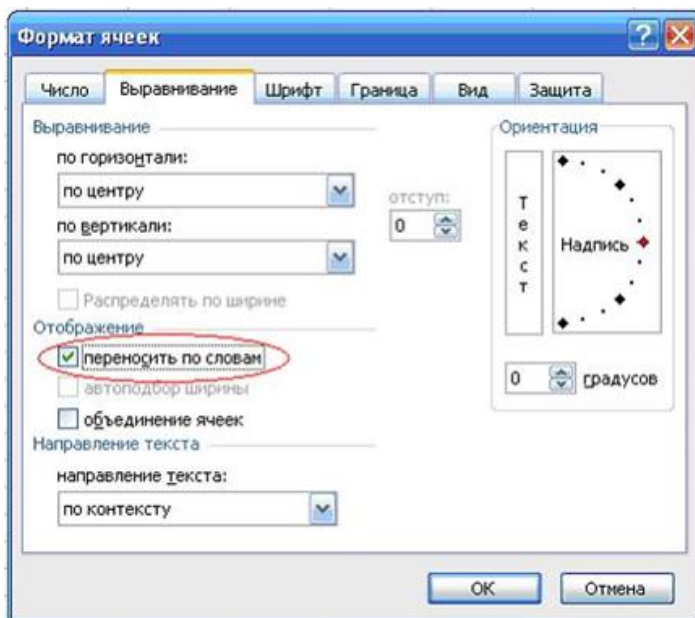 Формат ячеек
Число Выравнивание Шрифт Граница Вид Защита
Выравнивание
по горизонтали:
по центру
отступ:
0
по вертикали:
по центру
Распределять по ширине
Отображение
переносить по словам
автоподбор ширины
объединение ячеек
Направление текста
направление текста:
по контексту
Ориентация
Текст
Надпись
0 градусов
ОК Отмена